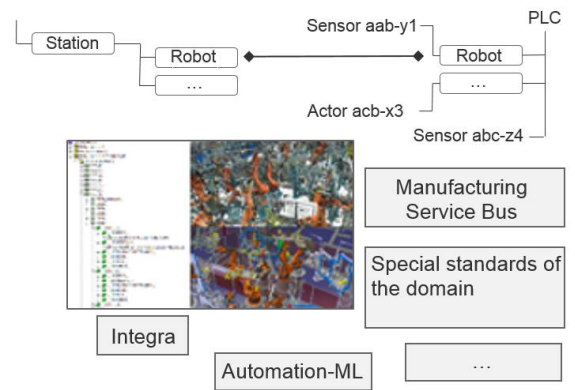 PLC
Sensor aab-y1
Station
Robot
Robot
…
…
Actor acb-x3
Sensor abc-z4
Manufacturing
Service Bus
Special standards of
the domain
Integra
Automation-ML
…